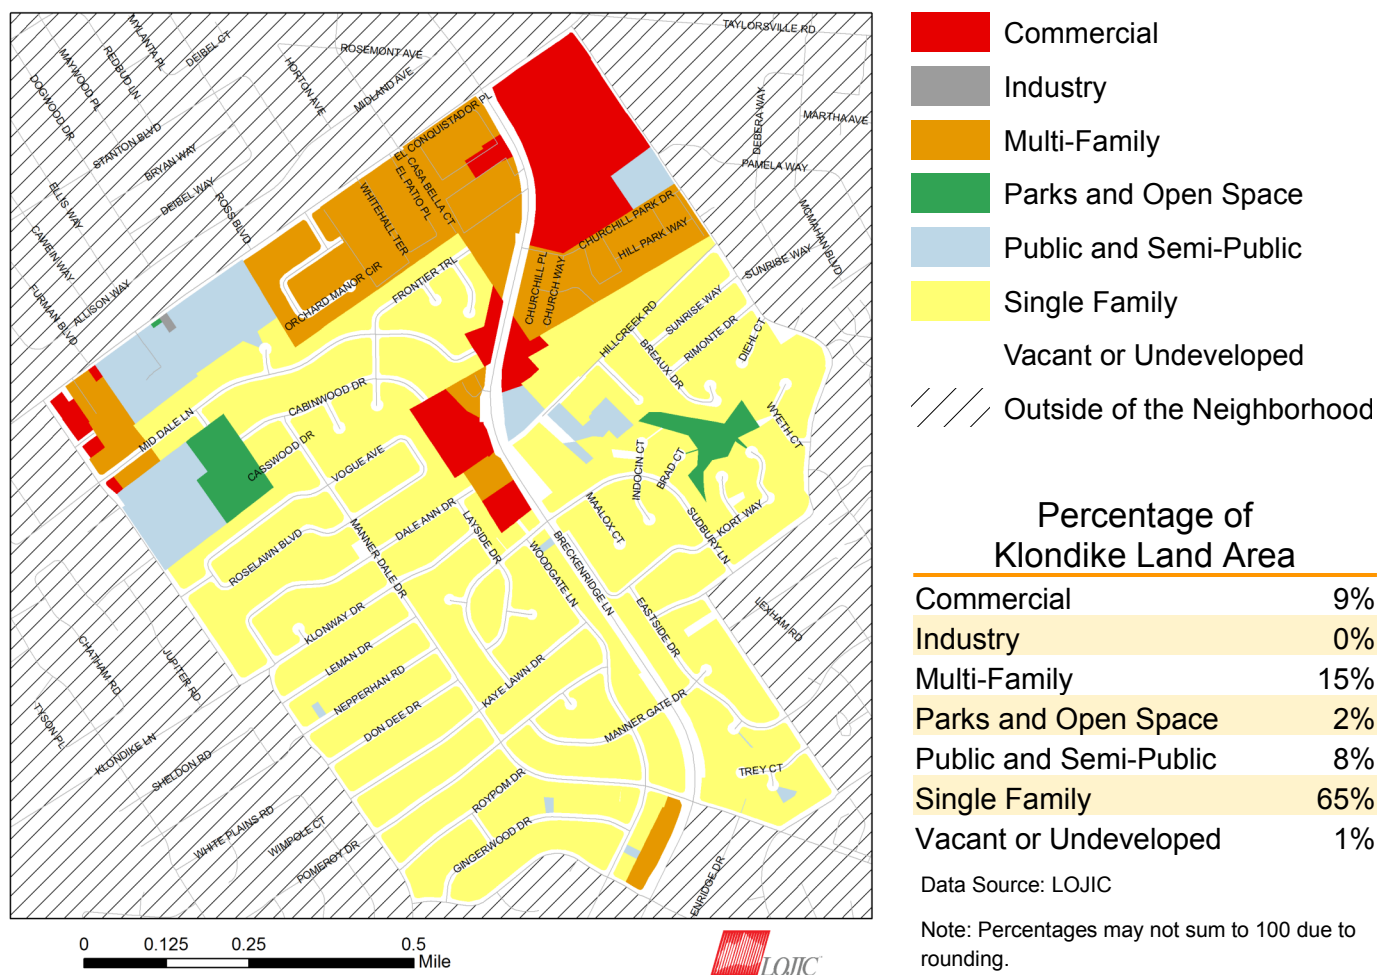 TAYLORSVILLE RD
MYLANTA PL
DEIBEL CT
REDBUD LN
MAYWOOD PL
DOGWOOD DR
ROSEMONT AVE
HORTON AVE
MIDLAND AVE
EL CONQUISTADOR PL
DEBERA WAY
MARTHA AVE
STANTON BLVD
BRYAN WAY
DEIBEL WAY
PAMELA WAY
ELLIS WAY
ROSS BLVD
WHITEHALL TER
EL PATIO PL
CASA BELLA CT
CHURCHILL PARK DR
HILL PARK WAY
MCMAHAN BLVD
CAWEIN WAY
SUNRISE WAY
FURMAN BLVD
ALLISON WAY
ORCHARD MANOR CIR
FRONTIER TRL
CHURCHILL PL
CHURCH WAY
HILLCREEK RD
SUNRISE WAY
RIMONTE DR
BREAUX DR
DIEHL CT
MID DALE LN
CABINWOOD DR
CASSWOOD DR
VOGUE AVE
WYETH CT
INDOCIN CT
BRAD CT
ROSELAWN BLVD
MANNER DALE DR
DALE ANN DR
LAYSIDE DR
MAALOX CT
SUDBURY LN
KORT WAY
WOODGATE LN
BRECKENRIDGE LN
EASTSIDE DR
LEXHAM RD
KLONWAY DR
LEMAN DR
NEPPERHAN RD
DON DEE DR
KAYE LAWN DR
MANNER GATE DR
CHATHAM RD
JUPITER RD
TYSON PL
KLONDIKE LN
SHELDON RD
TREY CT
ROYPOM DR
GINGERWOOD DR
WHITE PLAINS RD
WIMPOLE CT
POMEROY DR
ENRIDGE DR
0 0.125 0.25 0.5
Mile
LOJIC
Commercial
Industry
Multi-Family
Parks and Open Space
Public and Semi-Public
Single Family
Vacant or Undeveloped
Outside of the Neighborhood
Percentage of
Klondike Land Area
Commercial 9%
Industry 0%
Multi-Family 15%
Parks and Open Space 2%
Public and Semi-Public 8%
Single Family 65%
Vacant or Undeveloped 1%
Data Source: LOJIC
Note: Percentages may not sum to 100 due to
rounding.